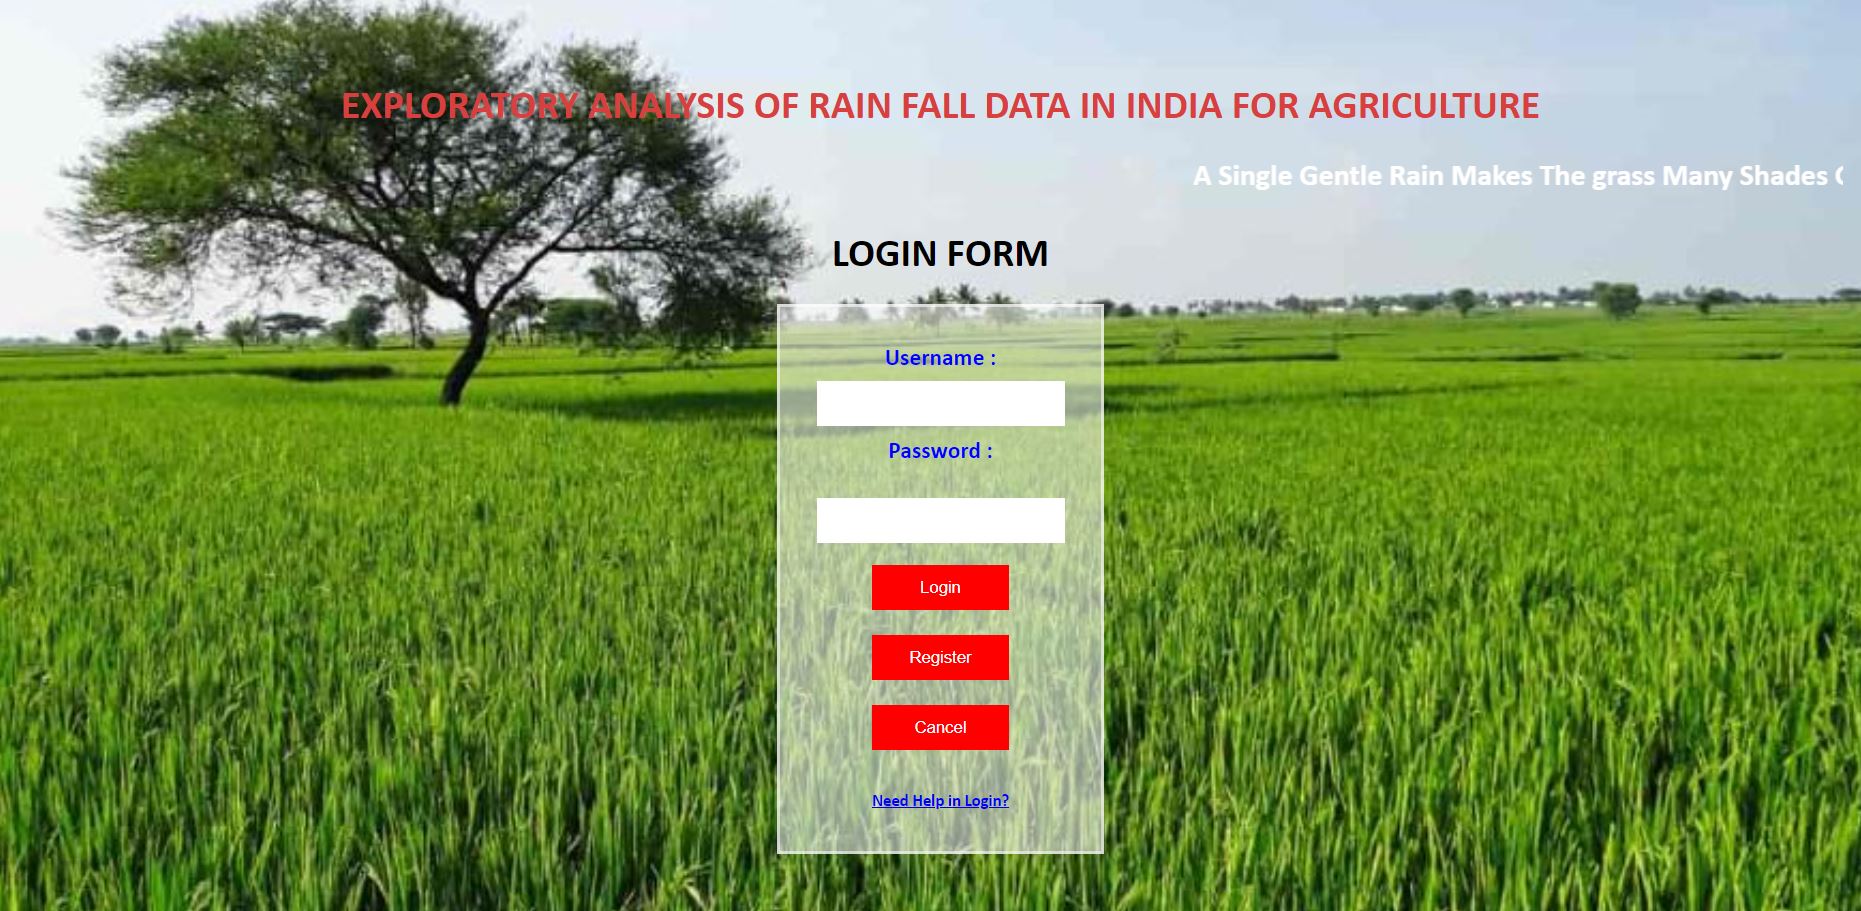 EXPLORATORY ANALYSIS OF RAIN FALL DATA IN INDIA FOR AGRICULTURE
A Single Gentle Rain Makes The grass Many Shades
LOGIN FORM
Username :
Password :
Login
Register
Cancel
Need Help in Login?